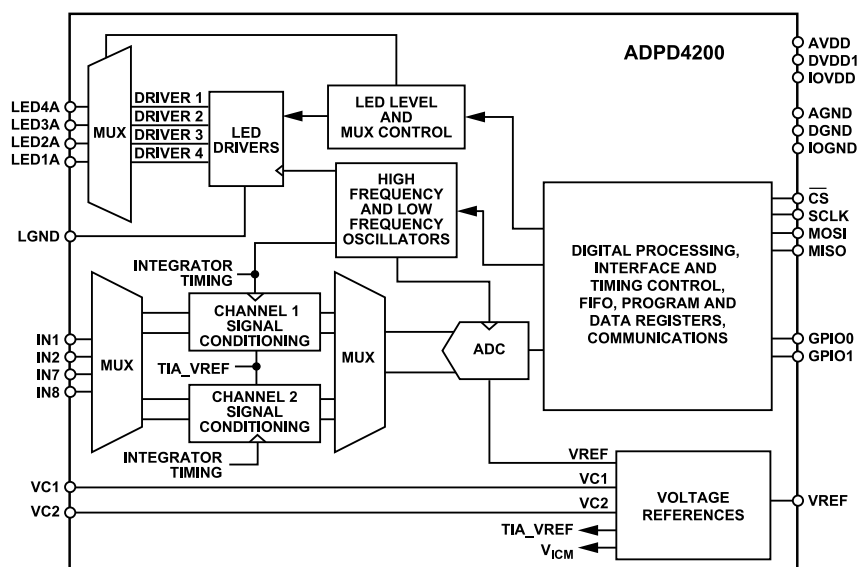 ADPD4200
AVDD
DVDD1
IOVDD
AGND
DGND
IOGND
LED4A
LED3A
LED2A
LED1A
MUX
DRIVER 1
DRIVER 2
DRIVER 3
DRIVER 4
LED
DRIVERS
LED LEVEL
AND
MUX CONTROL
HIGH
FREQUENCY
AND LOW
FREQUENCY
OSCILLATORS
LGND
CS
SCLK
MOSI
MISO
DIGITAL PROCESSING,
INTERFACE AND
TIMING CONTROL,
FIFO, PROGRAM AND
DATA REGISTERS,
COMMUNICATIONS
INTEGRATOR
TIMING
IN1
IN2
IN7
IN8
MUX
CHANNEL 1
SIGNAL
CONDITIONING
TIA_VREF
CHANNEL 2
SIGNAL
CONDITIONING
INTEGRATOR
TIMING
MUX
ADC
GPIO0
GPIO1
VC1
VC2
VREF
VC1
VC2
TIA_VREF
VICM
VOLTAGE
REFERENCES
VREF